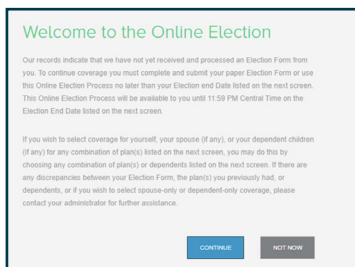 Welcome to the Online Election
Our records indicate that we have not yet received and processed an Election Form from
you. To continue coverage you must complete and submit your paper Election Form or use
this Online Election Process no later than your Election end Date listed on the next screen.
This Online Election Process will be available to you until 11:59 PM Central Time on the
Election End Date listed on the next screen.
If you wish to select coverage for yourself, your spouse (if any), or your dependent children
(if any) for any combination of plan(s) listed on the next screen, you may do this by
choosing any combination of plan(s) or dependents listed on the next screen. If there are
any discrepancies between your Election Form, the plan(s) you previously had, or
dependents, or if you wish to select spouse-only or dependent-only coverage, please
contact your administrator for further assistance.
CONTINUE
NOT NOW